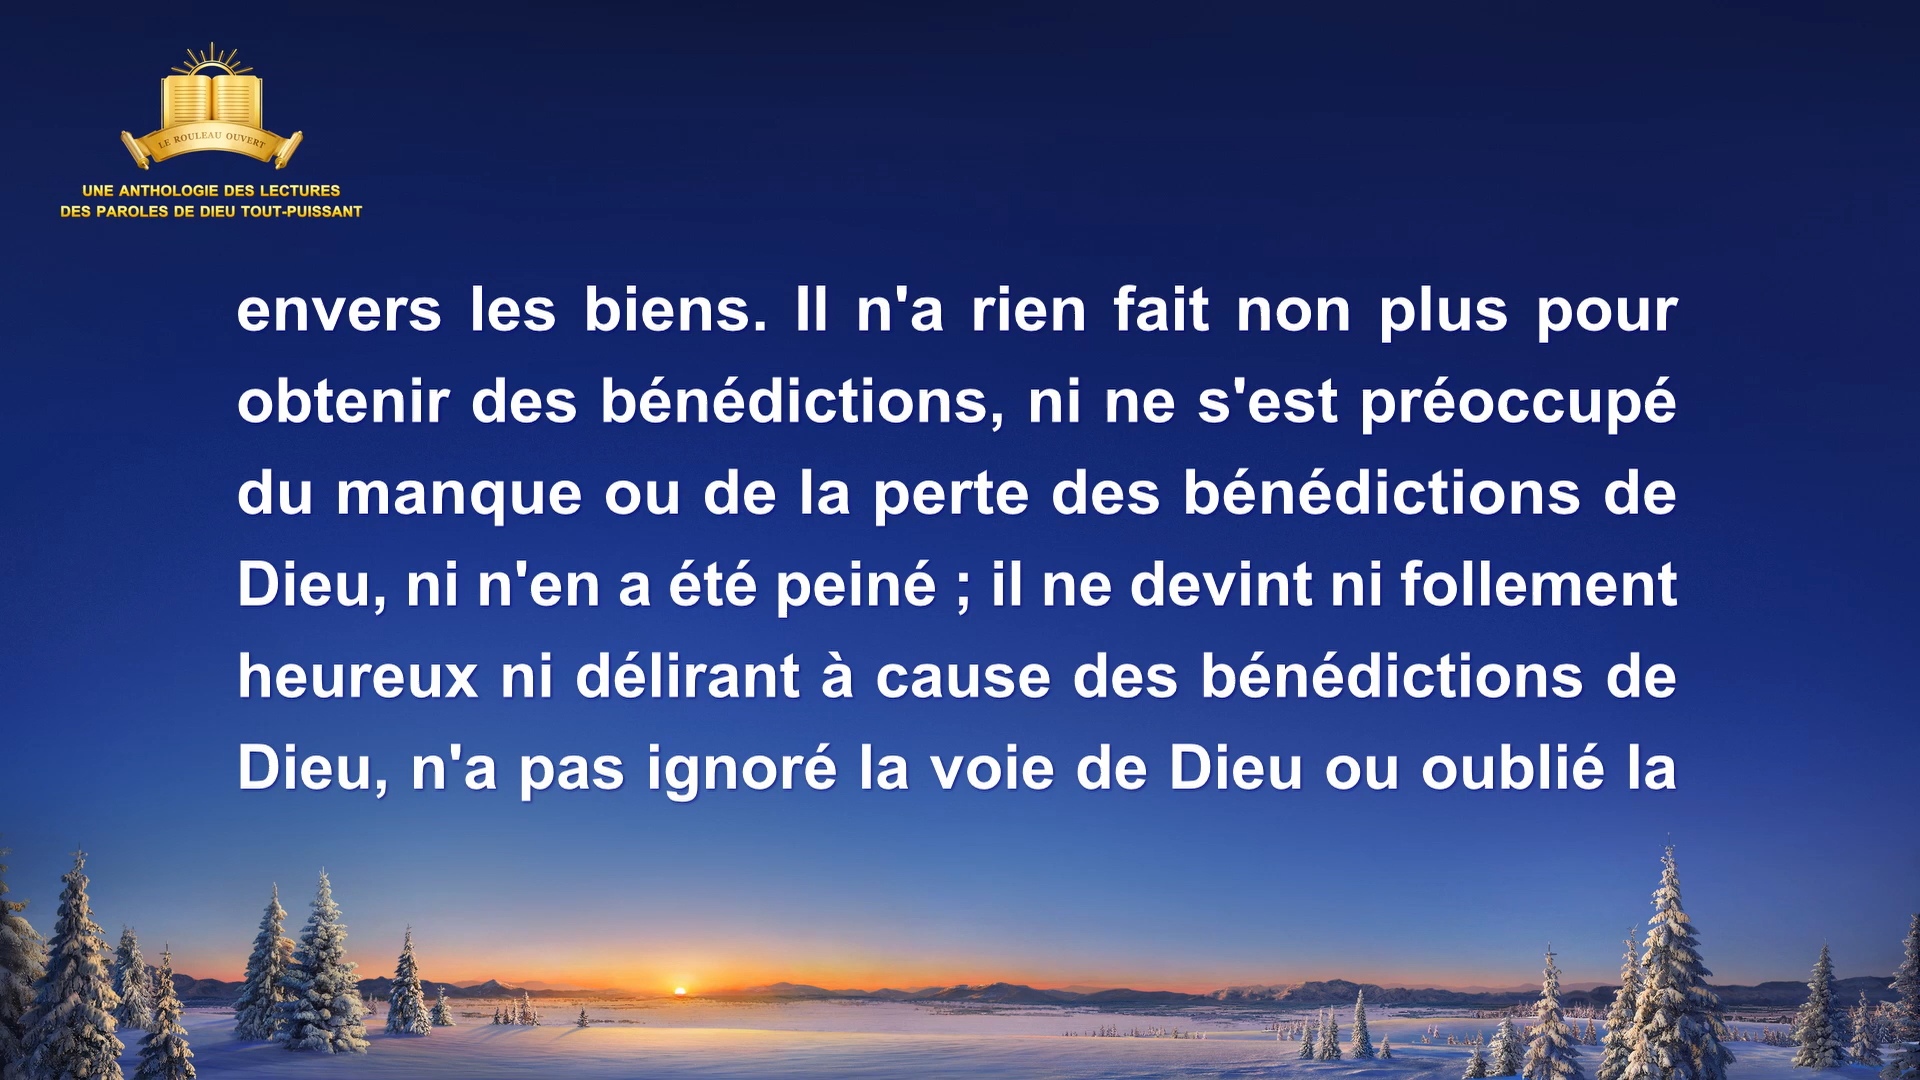 LE ROULEAU OUVERT
UNE ANTHOLOGIE DES LECTURES
DES PAROLES DE DIEU TOUT-PUISSANT
envers les biens. Il n'a rien fait non plus pour
obtenir des bénédictions, ni ne s'est préoccupé
du manque ou de la perte des bénédictions de
Dieu, ni n'en a été peiné ; il ne devint ni follement
heureux ni délirant à cause des bénédictions de
Dieu, n'a pas ignoré la voie de Dieu ou oublié la